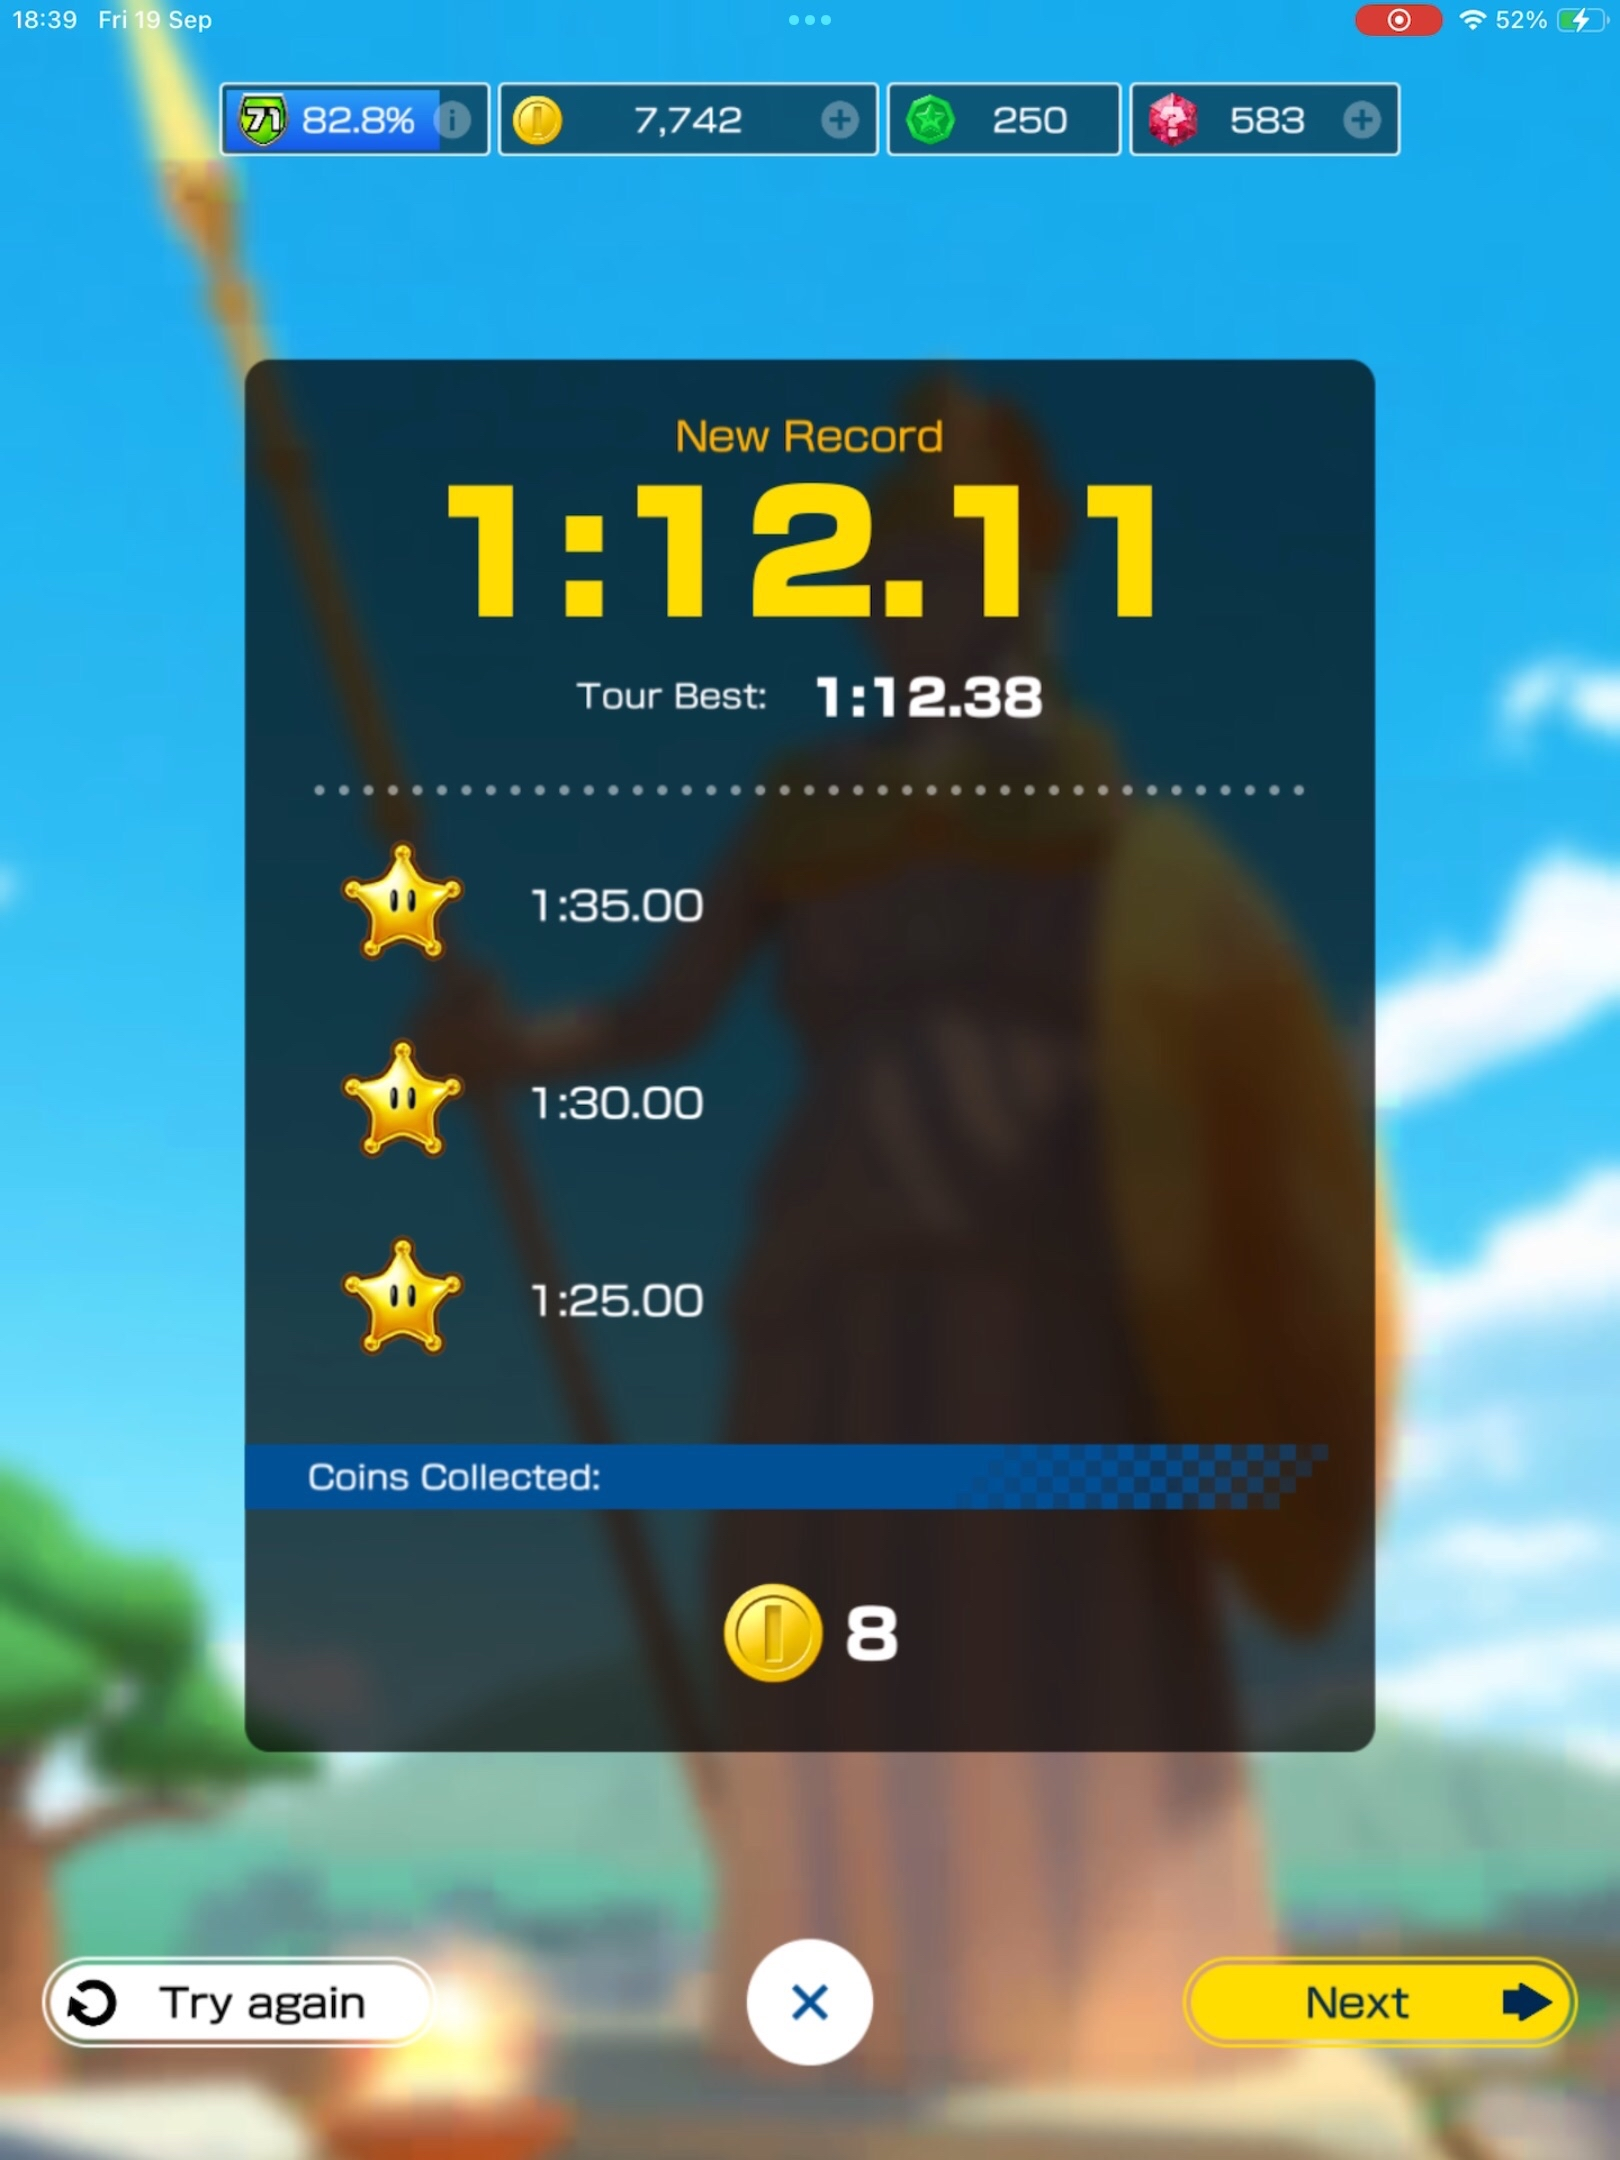 18:39 Fri 19 Sep
52%
71 82.8% i 7,742 + 250 ? 583 +
New Record
1:12.11
Tour Best: 1:12.38
1:35.00
1:30.00
1:25.00
Coins Collected:
8
Try again
×
Next